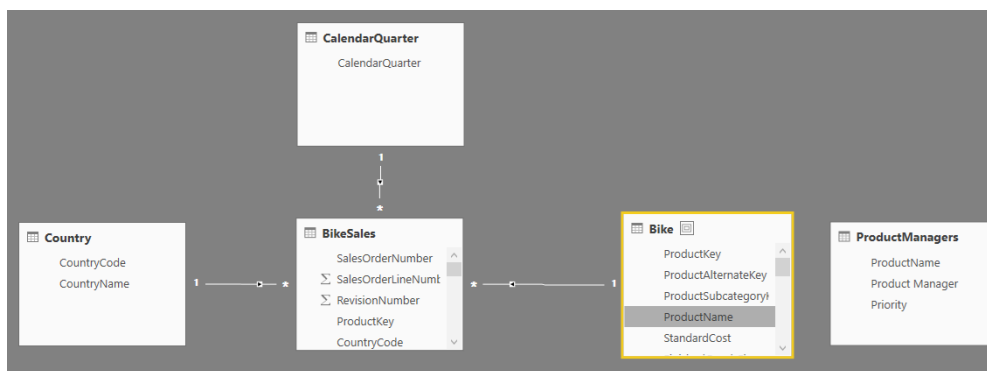 CalendarQuarter
CalendarQuarter
1
*
Country
CountryCode
CountryName
1
*
BikeSales
SalesOrderNumber
Σ SalesOrderLineNumb
Σ RevisionNumber
ProductKey
CountryCode
*
1
Bike
ProductKey
ProductAlternateKey
ProductSubcategoryK
ProductName
StandardCost
ProductManagers
ProductName
Product Manager
Priority